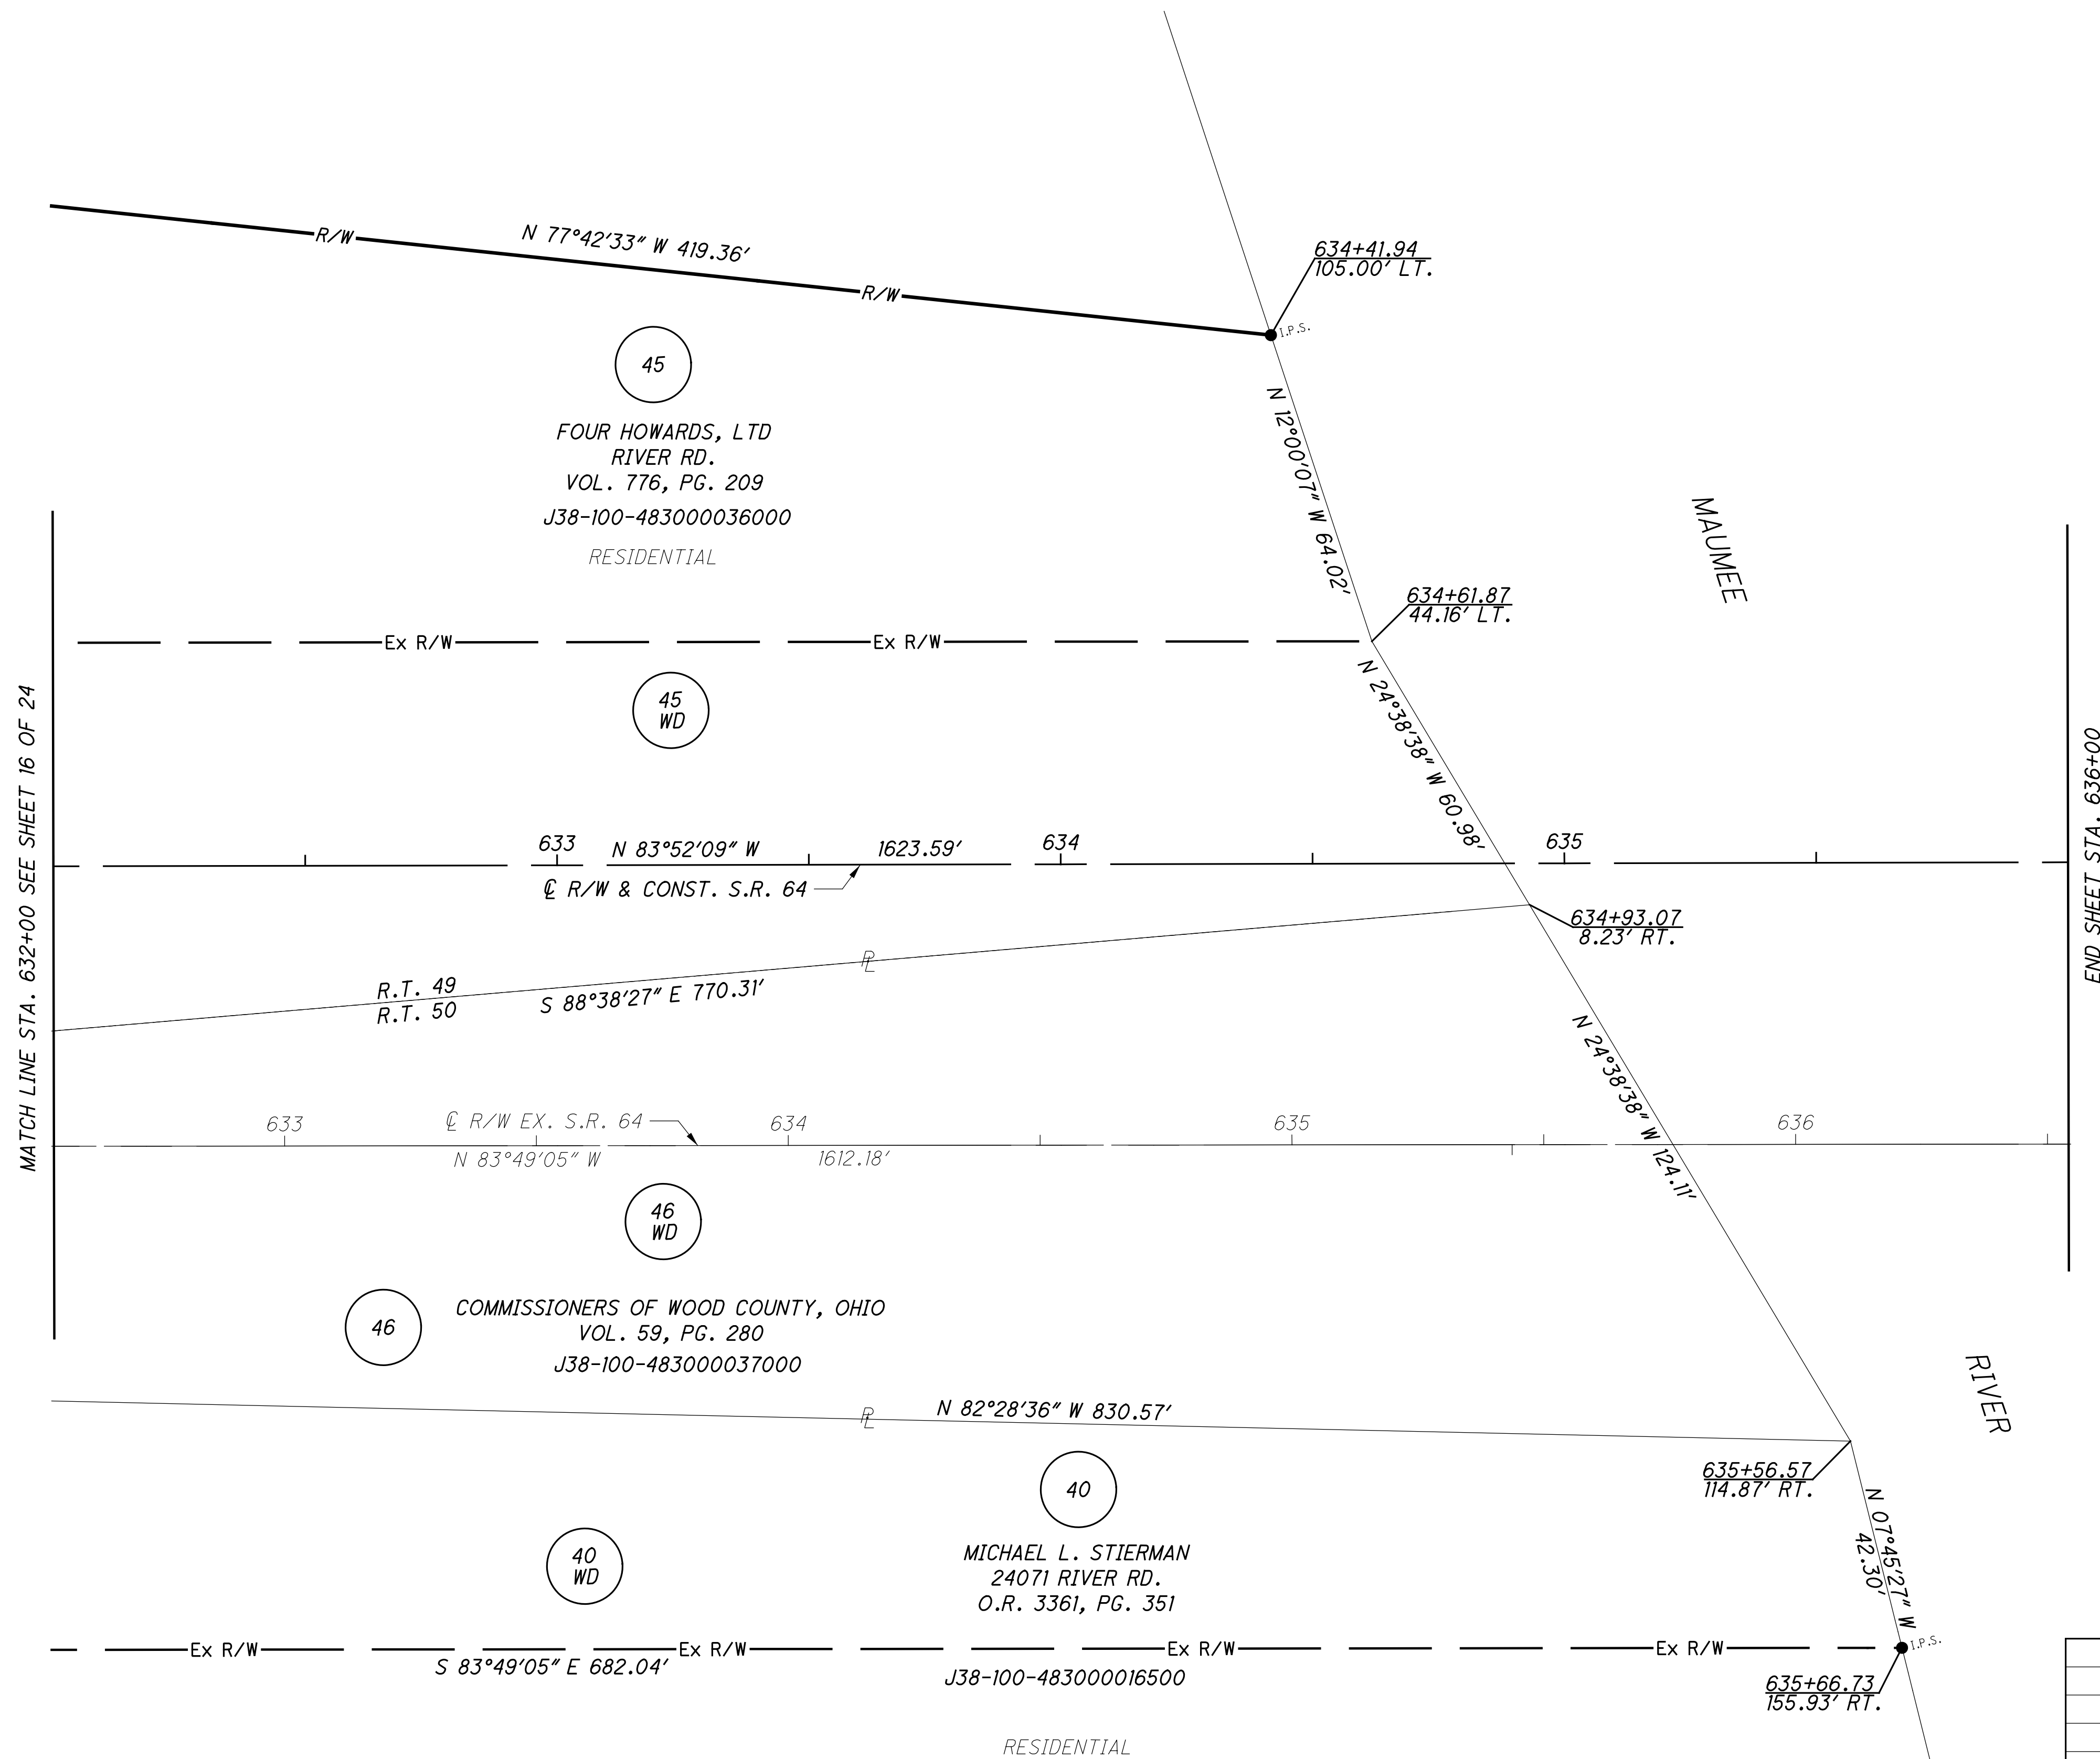 N 77°42'33" W 419.36'
R/W
R/W
634+41.94
105.00' LT.
I.P.S.
45
FOUR HOWARDS, LTD
RIVER RD.
VOL. 776, PG. 209
J38-100-483000036000
RESIDENTIAL
N 12°00'07" W 64.02'
MAUMEE
634+61.87
44.16' LT.
Ex R/W
Ex R/W
45
WD
N 24°38'38" W 60.98'
MATCH LINE STA. 632+00 SEE SHEET 16 OF 24
END SHEET STA. 636+00
633
N 83°52'09" W
1623.59'
634
635
℄ R/W & CONST. S.R. 64
634+93.07
8.23' RT.
PL
R.T. 49
R.T. 50
S 88°38'27" E 770.31'
N 24°38'38" W 124.11'
633
℄ R/W EX. S.R. 64
634
635
636
N 83°49'05" W
1612.18'
46
WD
46
COMMISSIONERS OF WOOD COUNTY, OHIO
VOL. 59, PG. 280
J38-100-483000037000
RIVER
PL
N 82°28'36" W 830.57'
635+56.57
114.87' RT.
40
40
WD
MICHAEL L. STIERMAN
24071 RIVER RD.
O.R. 3361, PG. 351
N 07°45'27" W
42.30'
Ex R/W
Ex R/W
Ex R/W
Ex R/W
I.P.S.
S 83°49'05" E 682.04'
J38-100-483000016500
635+66.73
155.93' RT.
RESIDENTIAL